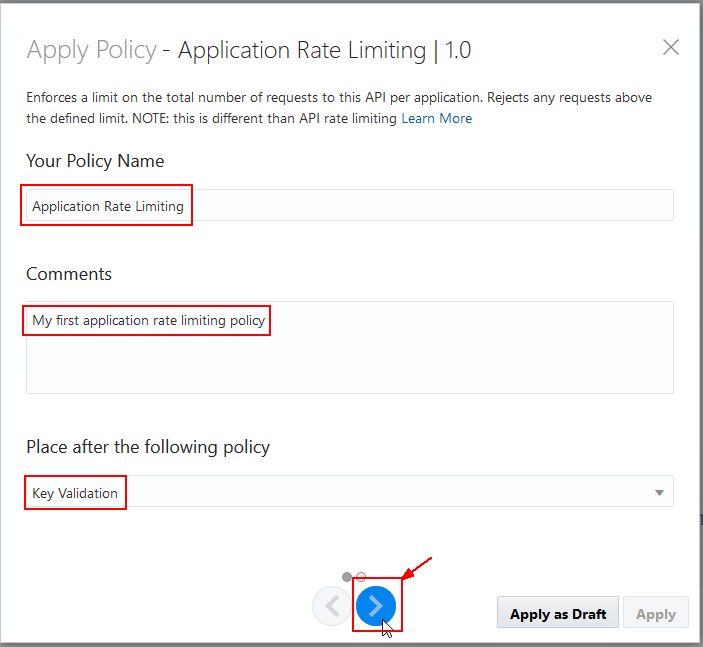 Apply Policy - Application Rate Limiting | 1.0
Enforces a limit on the total number of requests to this API per application. Rejects any requests above
the defined limit. NOTE: this is different than API rate limiting Learn More
Your Policy Name
Application Rate Limiting
Comments
My first application rate limiting policy
Place after the following policy
Key Validation
Apply as Draft
Apply